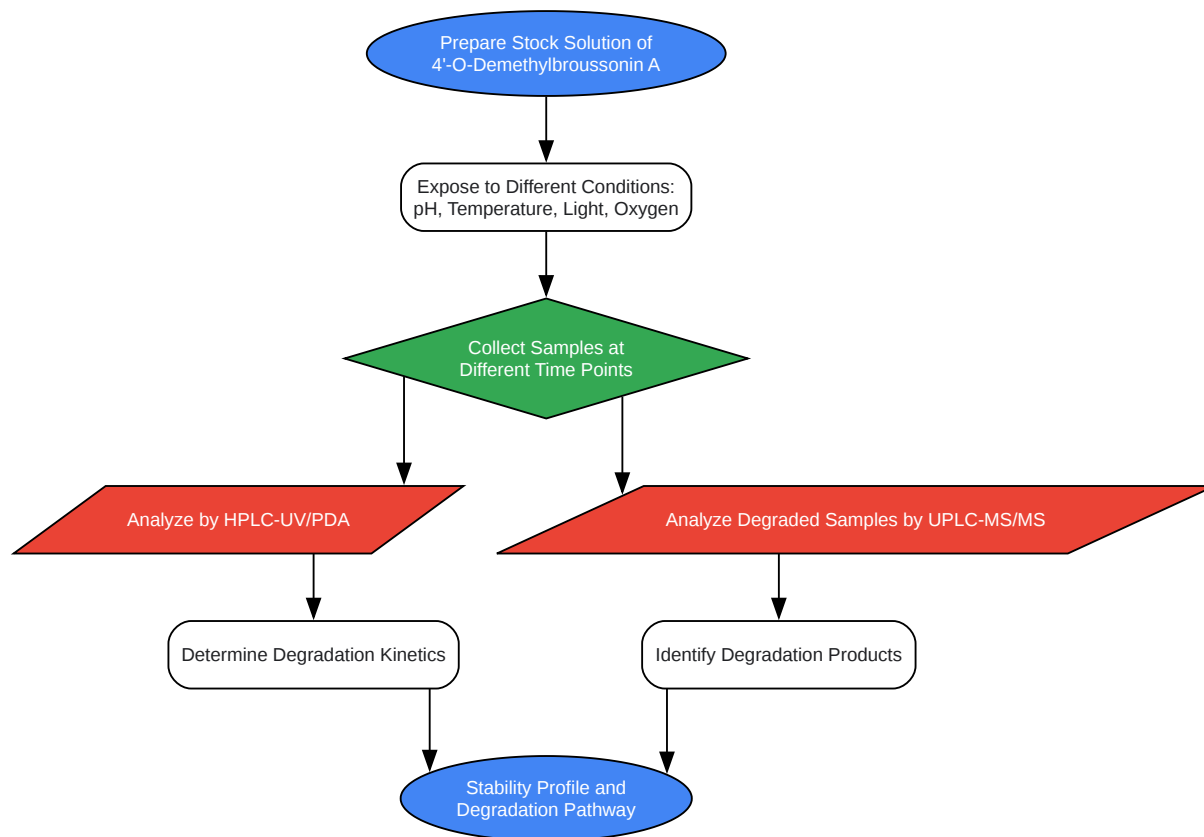 Prepare Stock Solution of
4'-O-Demethylbroussonin A
Expose to Different Conditions:
pH, Temperature, Light, Oxygen
Collect Samples at
Different Time Points
Analyze by HPLC-UV/PDA
Analyze Degraded Samples by UPLC-MS/MS
Determine Degradation Kinetics
Identify Degradation Products
Stability Profile and
Degradation Pathway